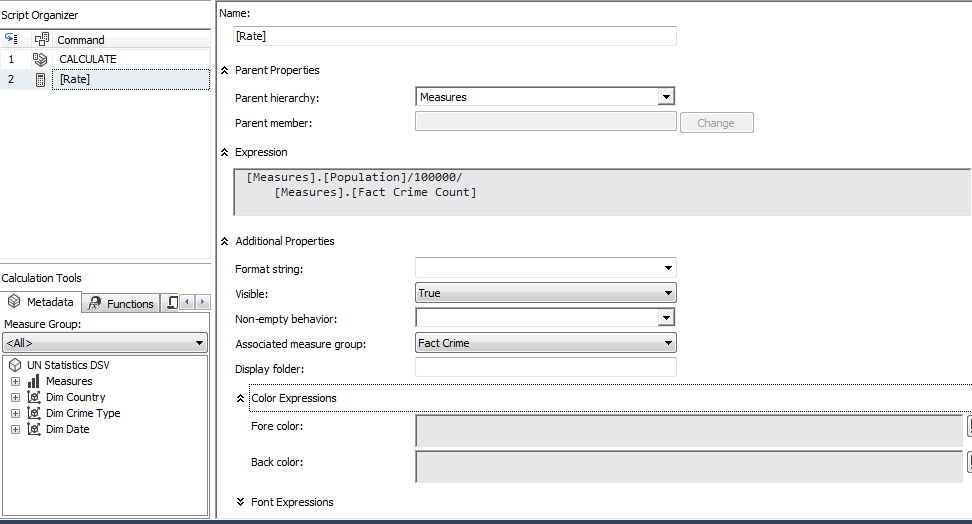 Script Organizer
Command
1 CALCULATE
2 [Rate]
Calculation Tools
Metadata Functions
Measure Group:
<All>
UN Statistics DSV
Measures
Dim Country
Dim Crime Type
Dim Date
Name:
[Rate]
Parent Properties
Parent hierarchy: Measures
Parent member: Change
Expression
[Measures].[Population]/100000/
[Measures].[Fact Crime Count]
Additional Properties
Format string:
Visible: True
Non-empty behavior:
Associated measure group: Fact Crime
Display folder:
Color Expressions
Fore color:
Back color:
Font Expressions